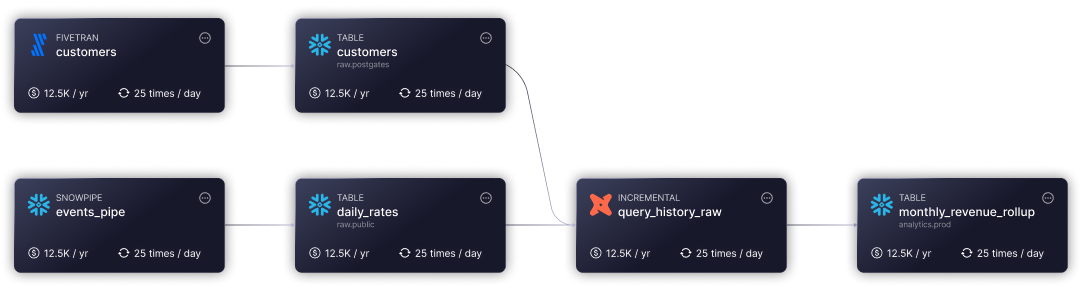 FIVETRAN
customers
12.5K / yr
25 times / day
TABLE
customers
raw.postgates
12.5K / yr
25 times / day
SNOWPIPE
events_pipe
12.5K / yr
25 times / day
TABLE
daily_rates
raw.public
12.5K / yr
25 times / day
INCREMENTAL
query_history_raw
12.5K / yr
25 times / day
TABLE
monthly_revenue_rollup
analytics.prod
12.5K / yr
25 times / day